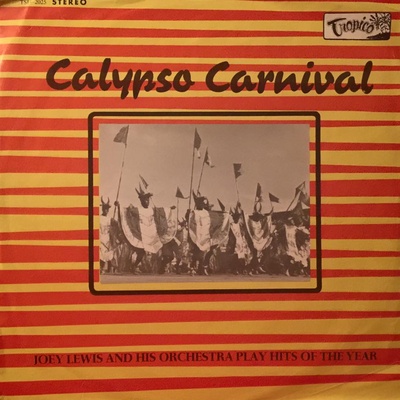 STEREO
Tropico
Calypso Carnival
JOEY LEWIS AND HIS ORCHESTRA PLAY HITS OF THE YEAR